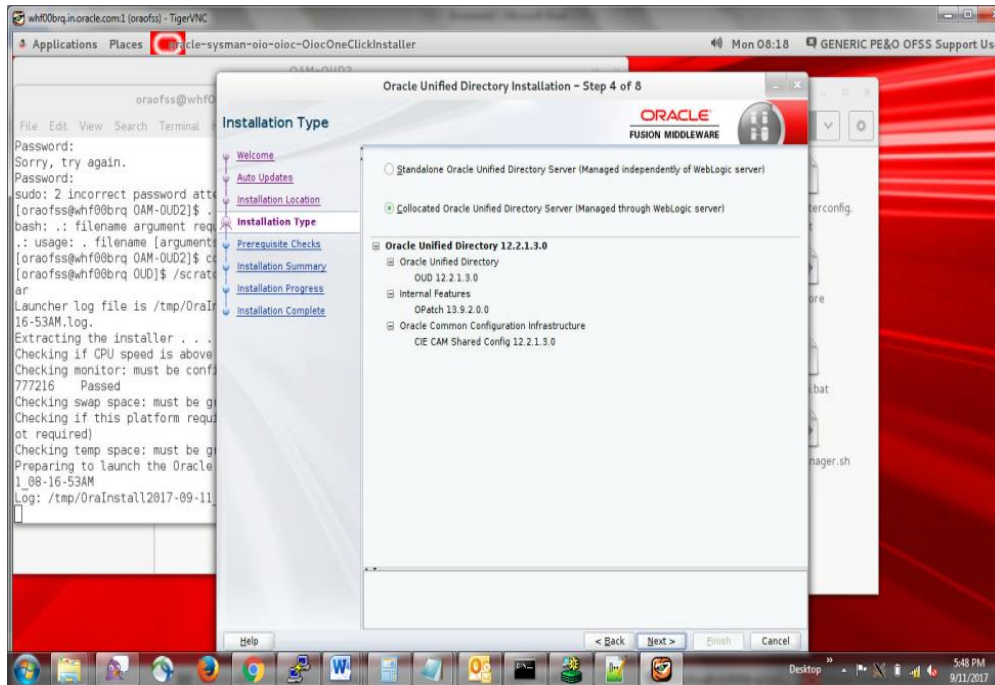 whf00brq.in.oracle.com:1 (oraofss) - TigerVNC
Applications Places oracle-sysman-oio-oioc-OiocOneClickInstaller Mon 08:18 GENERIC PE&O OFSS Support Us
OAM-OUD2
oraofss@whf0
File Edit View Search Terminal
Password:
Sorry, try again.
Password:
sudo: 2 incorrect password atte
[oraofss@whf00brq OAM-OUD2]$ .
bash: .: filename argument requ
.: usage: . filename [arguments
[oraofss@whf00brq OAM-OUD2]$ c
[oraofss@whf00brq OUD]$ /scrat
ar
Launcher log file is /tmp/OraIn
16-53AM.log.
Extracting the installer . . .
Checking if CPU speed is above
Checking monitor: must be conf
777216 Passed
Checking swap space: must be g
Checking if this platform requi
ot required)
Checking temp space: must be g
Preparing to launch the Oracle
1_08-16-53AM
Log: /tmp/OraInstall2017-09-11_
Oracle Unified Directory Installation - Step 4 of 8
Installation Type
ORACLE
FUSION MIDDLEWARE
Welcome
Auto Updates
Installation Location
Installation Type
Prerequisite Checks
Installation Summary
Installation Progress
Installation Complete
Standalone Oracle Unified Directory Server (Managed independently of WebLogic server)
Collocated Oracle Unified Directory Server (Managed through WebLogic server)
Oracle Unified Directory 12.2.1.3.0
Oracle Unified Directory
OUD 12.2.1.3.0
Internal Features
OPatch 13.9.2.0.0
Oracle Common Configuration Infrastructure
CIE CAM Shared Config 12.2.1.3.0
Help < Back Next > Finish Cancel
terconfig.
t
ore
.bat
nager.sh
Desktop 5:48 PM
9/11/2017